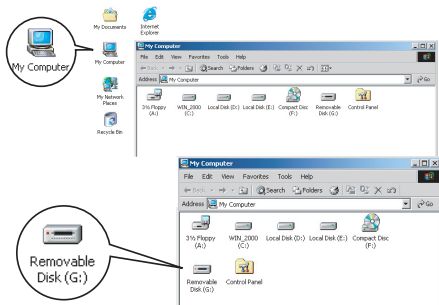 My Documents
Internet
Explorer
My Computer
My Computer
My Network
Places
Recycle Bin
My Computer
File Edit View Favorites Tools Help
Back Search Folders
Address My Computer Go
3½ Floppy
(A:)
WIN_2000
(C:)
Local Disk (D:)
Local Disk (E:)
Compact Disc
(F:)
Removable
Disk (G:)
Control Panel
My Computer
File Edit View Favorites Tools Help
Back Search Folders
Address My Computer Go
3½ Floppy
(A:)
WIN_2000
(C:)
Local Disk (D:)
Local Disk (E:)
Compact Disc
(F:)
Removable
Disk (G:)
Control Panel
Removable
Disk (G:)